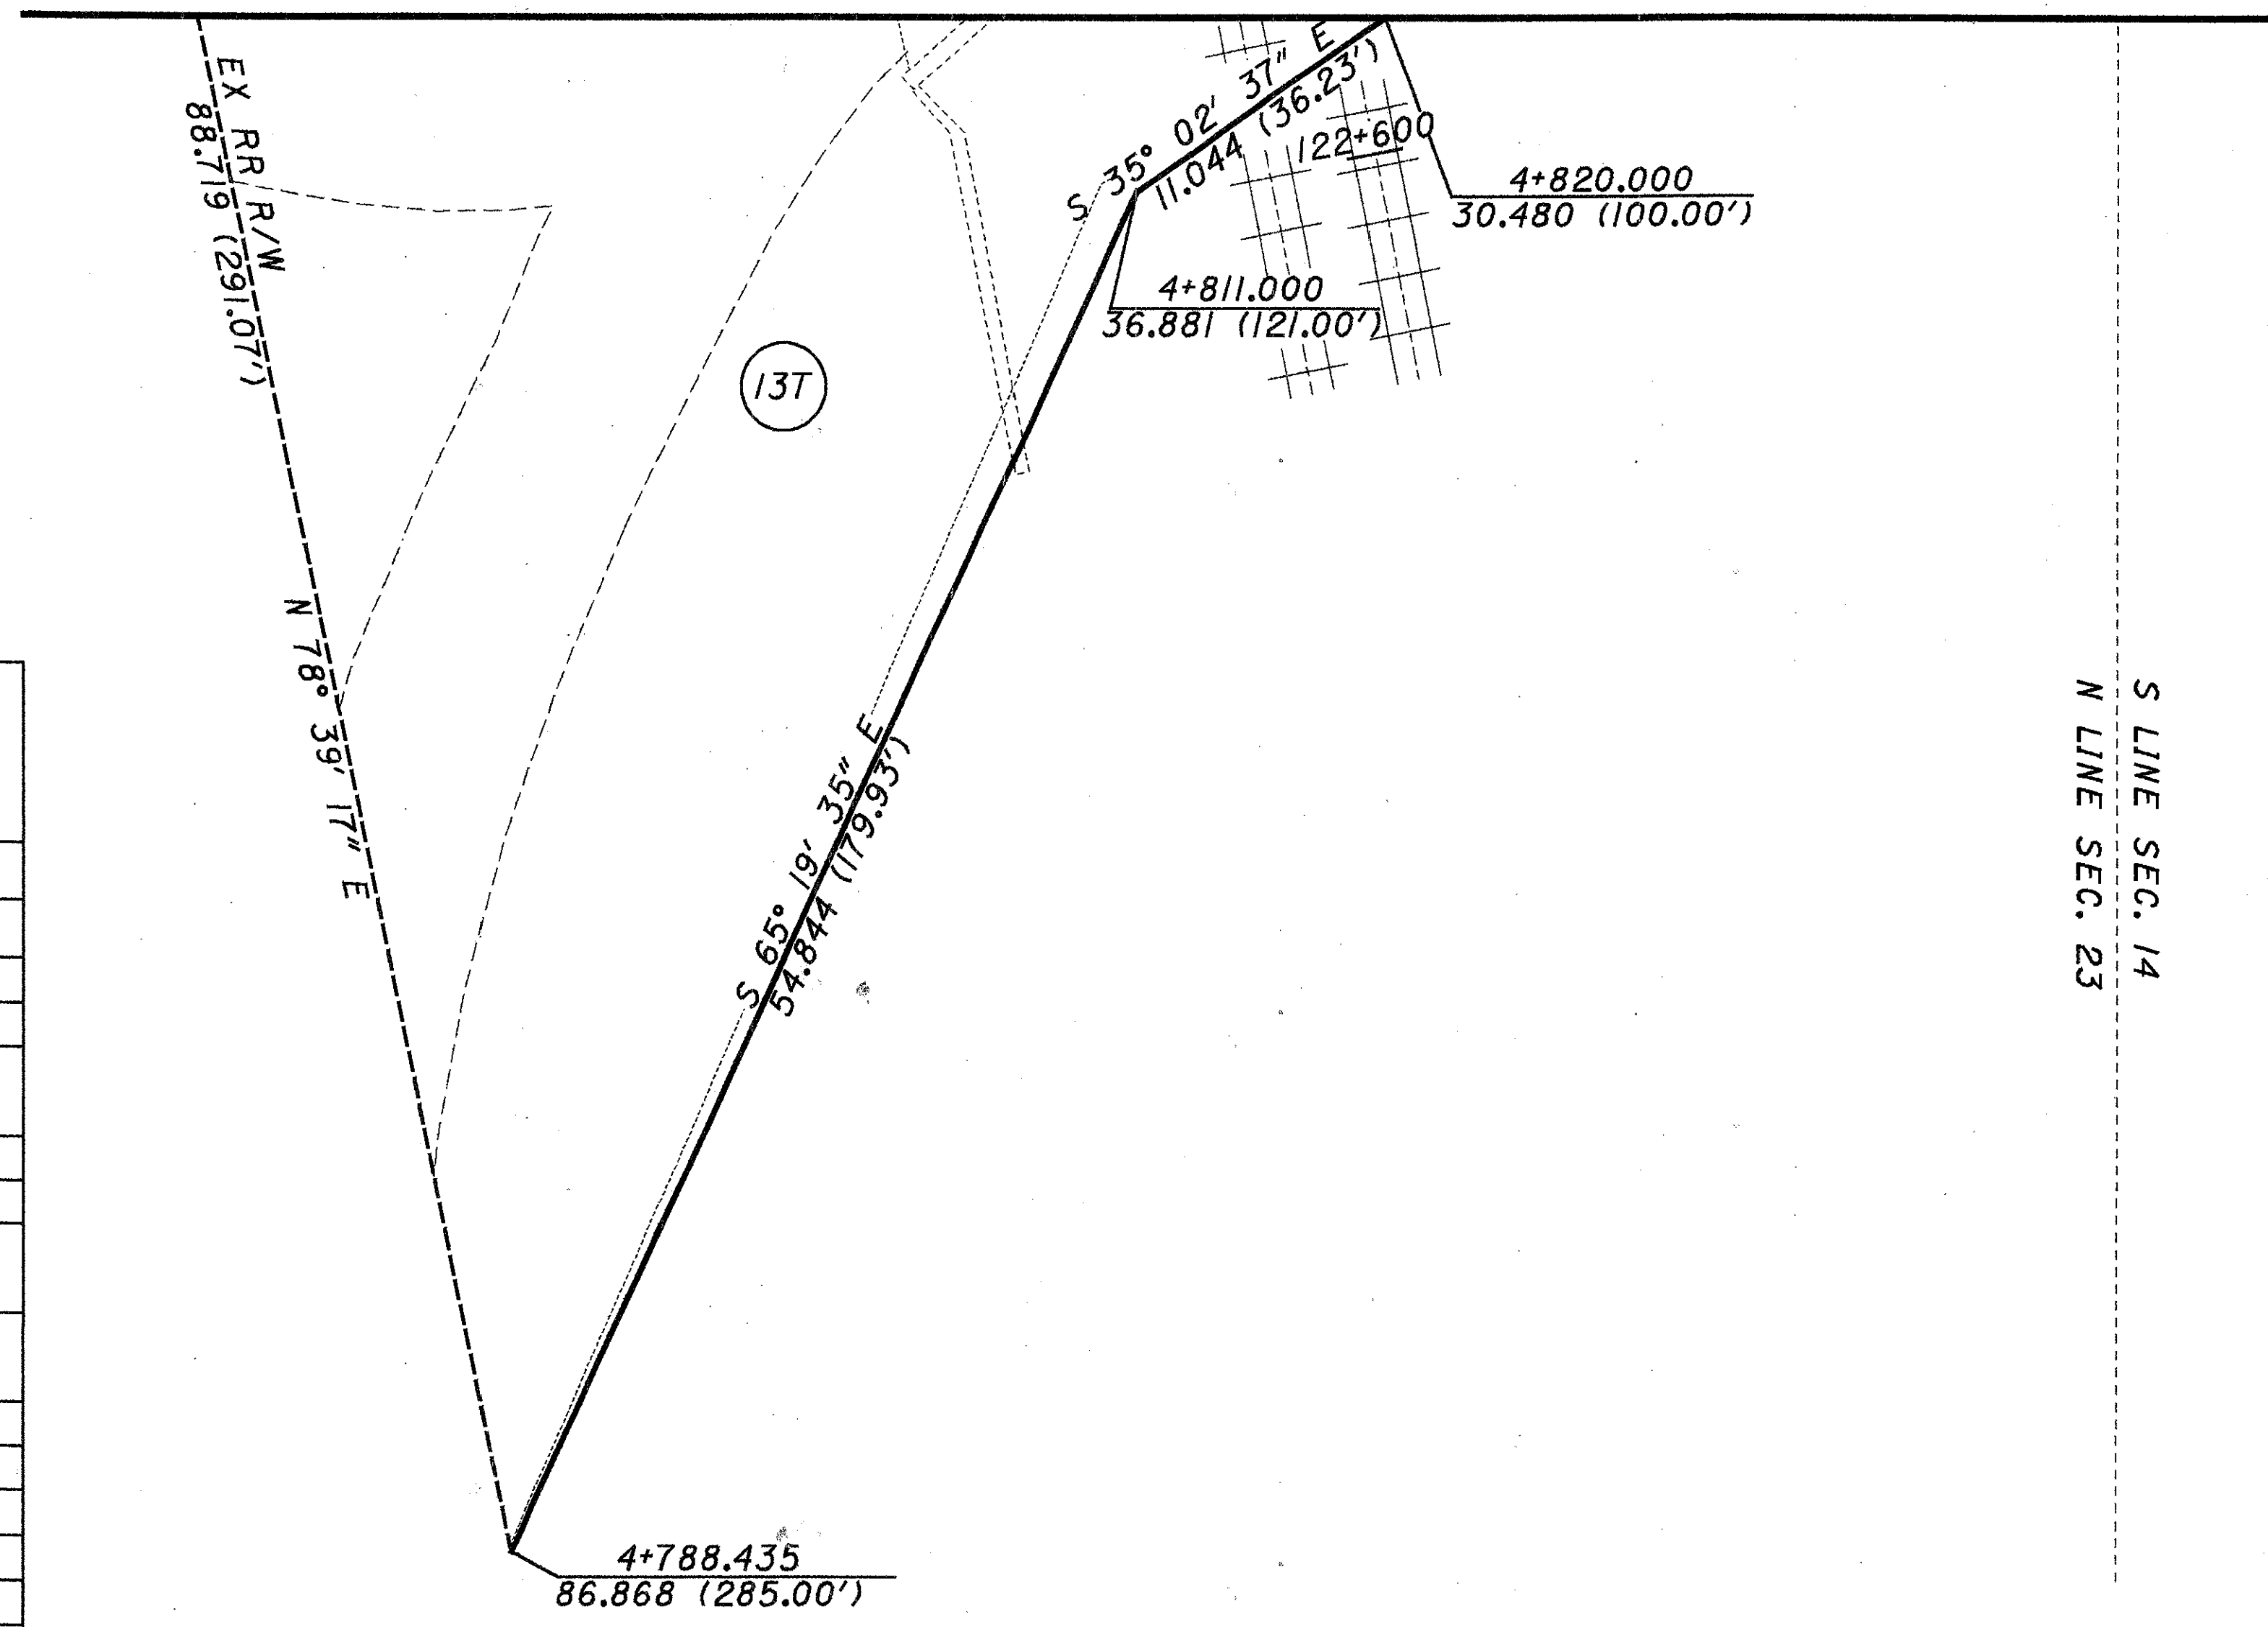 EX RR R/W
88.719 (291.07')
N 78° 39' 17" E
13T
S 35° 02' 37" E
11.044 (36.23')
122+600
4+820.000
30.480 (100.00')
4+811.000
36.881 (121.00')
S 65° 19' 35" E
54.844 (179.93')
4+788.435
86.868 (285.00')
S LINE SEC. 14
N LINE SEC. 23